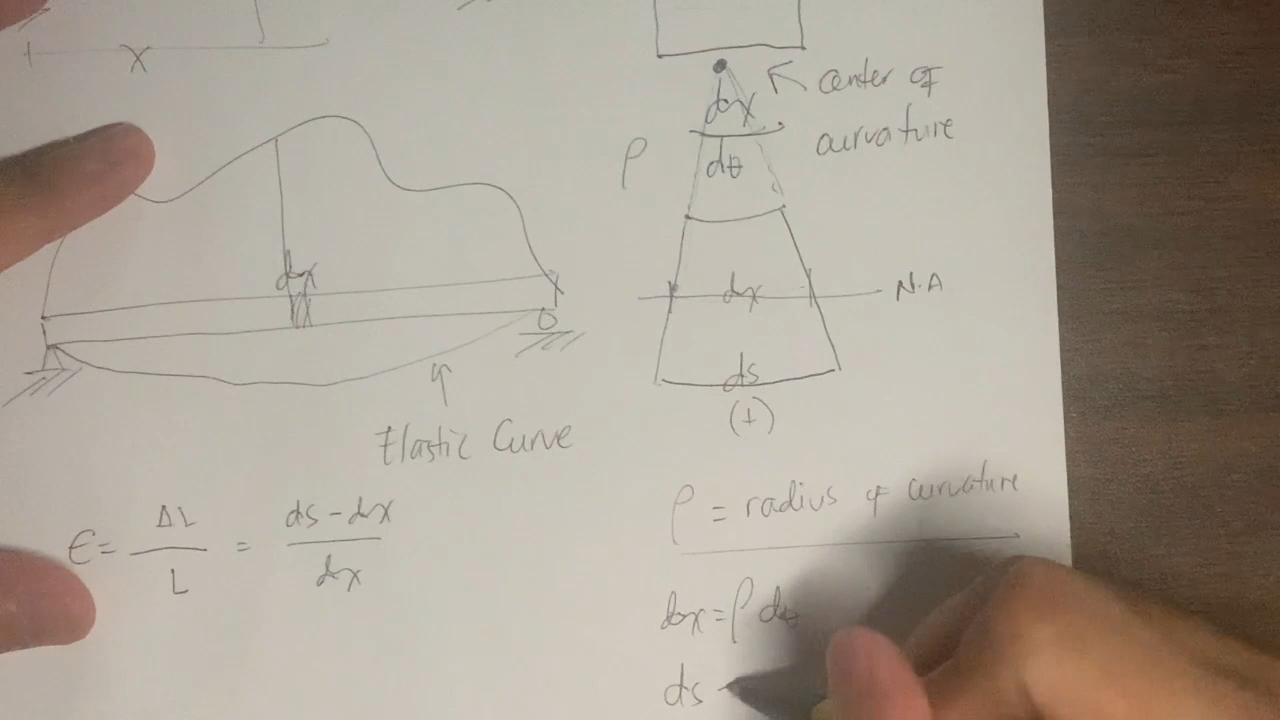 x
center of
curvature
dx
dθ
ρ
dx
dx
N.A
ds
(+)
Elastic Curve
ε = ΔL / L = ds - dx / dx
ρ = radius of curvature
dx = ρ dθ
ds